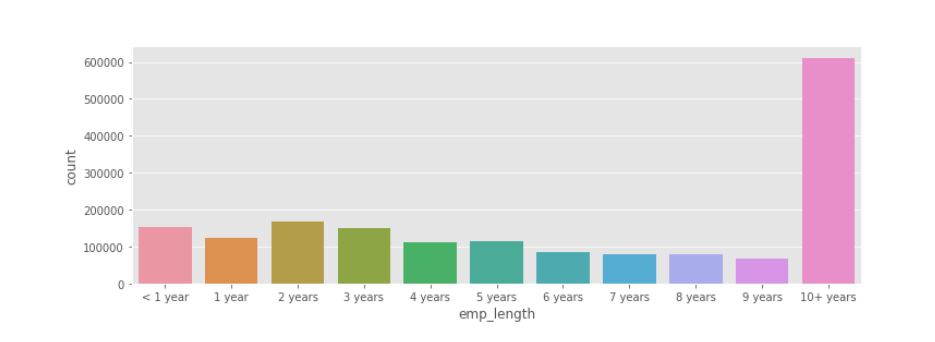 600000
500000
400000
300000
200000
100000
0
count
< 1 year 1 year 2 years 3 years 4 years 5 years 6 years 7 years 8 years 9 years 10+ years
emp_length